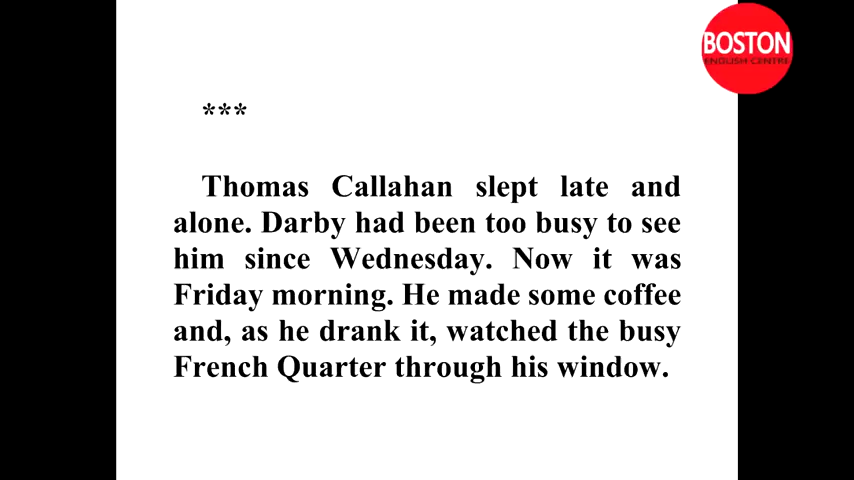 BOSTON
ENGLISH CENTRE
***
Thomas Callahan slept late and
alone. Darby had been too busy to see
him since Wednesday. Now it was
Friday morning. He made some coffee
and, as he drank it, watched the busy
French Quarter through his window.